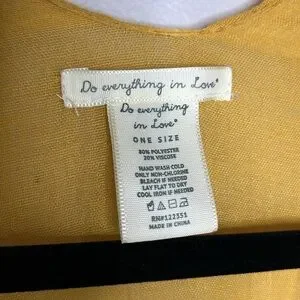 Do everything in Love®
Do everything
in Love®
ONE SIZE
80% POLYESTER
20% VISCOSE
HAND WASH COLD
ONLY NON-CHLORINE
BLEACH IF NEEDED
LAY FLAT TO DRY
COOL IRON IF NEEDED
RN#122351
MADE IN CHINA